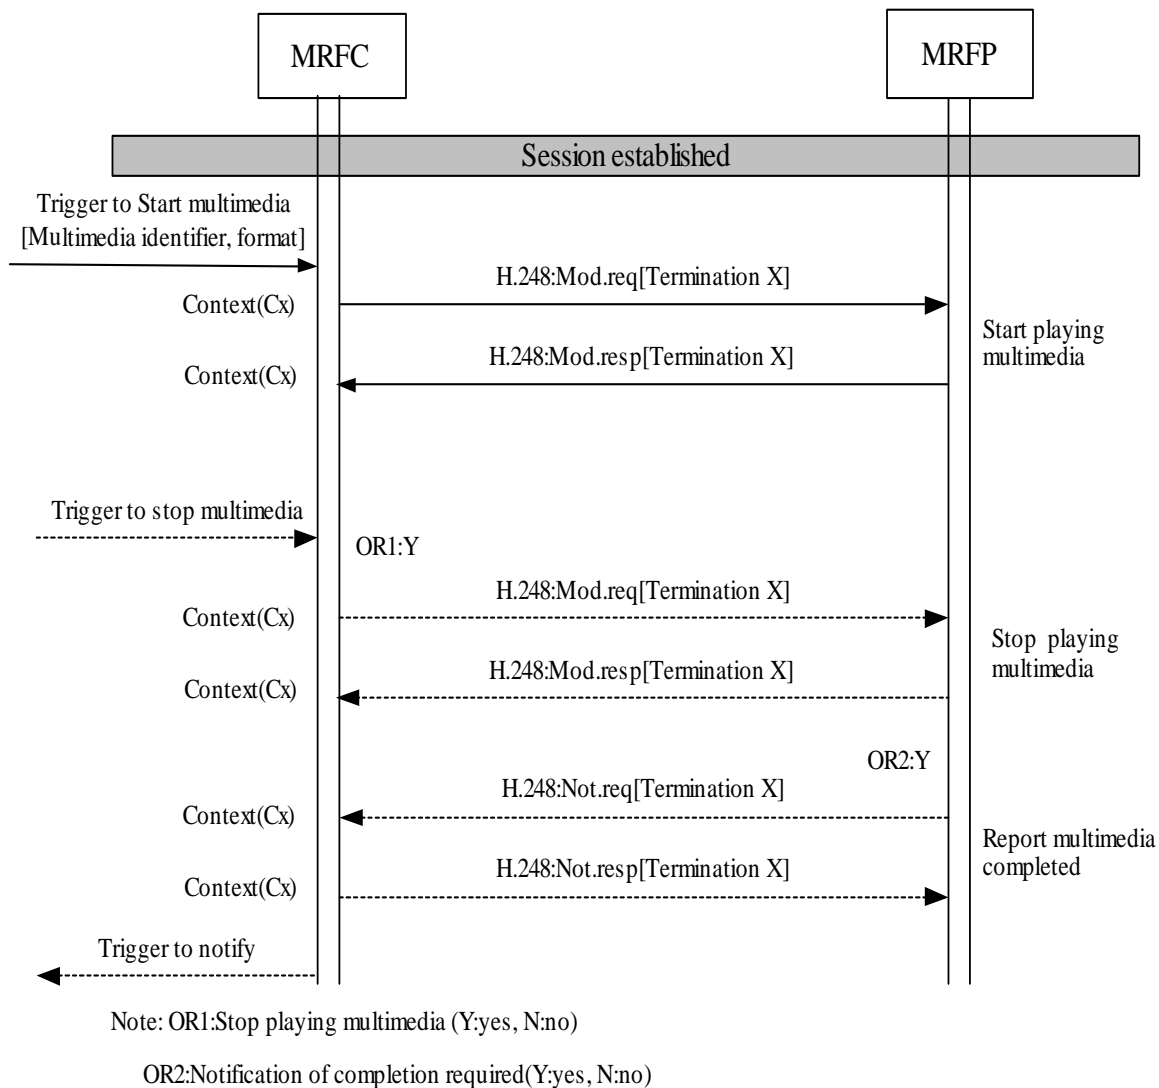 MRFC
MRFP
Session established
Trigger to Start multimedia
[Multimedia identifier, format]
H.248:Mod.req[Termination X]
Context(Cx)
Start playing
multimedia
H.248:Mod.resp[Termination X]
Context(Cx)
Trigger to stop multimedia
OR1:Y
H.248:Mod.req[Termination X]
Context(Cx)
Stop playing
multimedia
H.248:Mod.resp[Termination X]
Context(Cx)
OR2:Y
H.248:Not.req[Termination X]
Context(Cx)
Report multimedia
completed
H.248:Not.resp[Termination X]
Context(Cx)
Trigger to notify
Note: OR1:Stop playing multimedia (Y:yes, N:no)
OR2:Notification of completion required(Y:yes, N:no)